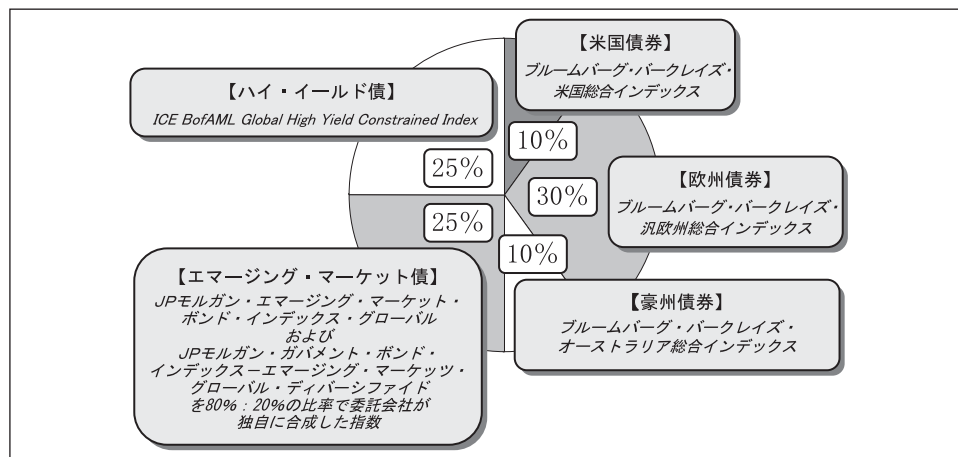 【米国債券】
ブルームバーグ・バークレイズ・
米国総合インデックス
10%
【ハイ・イールド債】
ICE BofAML Global High Yield Constrained Index
25%
【欧州債券】
ブルームバーグ・バークレイズ・
汎欧州総合インデックス
30%
25%
【エマージング・マーケット債】
JPモルガン・エマージング・マーケット・
ボンド・インデックス・グローバル
および
JPモルガン・ガバメント・ボンド・
インデックス−エマージング・マーケッツ・
グローバル・ディバーシファイド
を80%：20%の比率で委託会社が
独自に合成した指数
10%
【豪州債券】
ブルームバーグ・バークレイズ・
オーストラリア総合インデックス